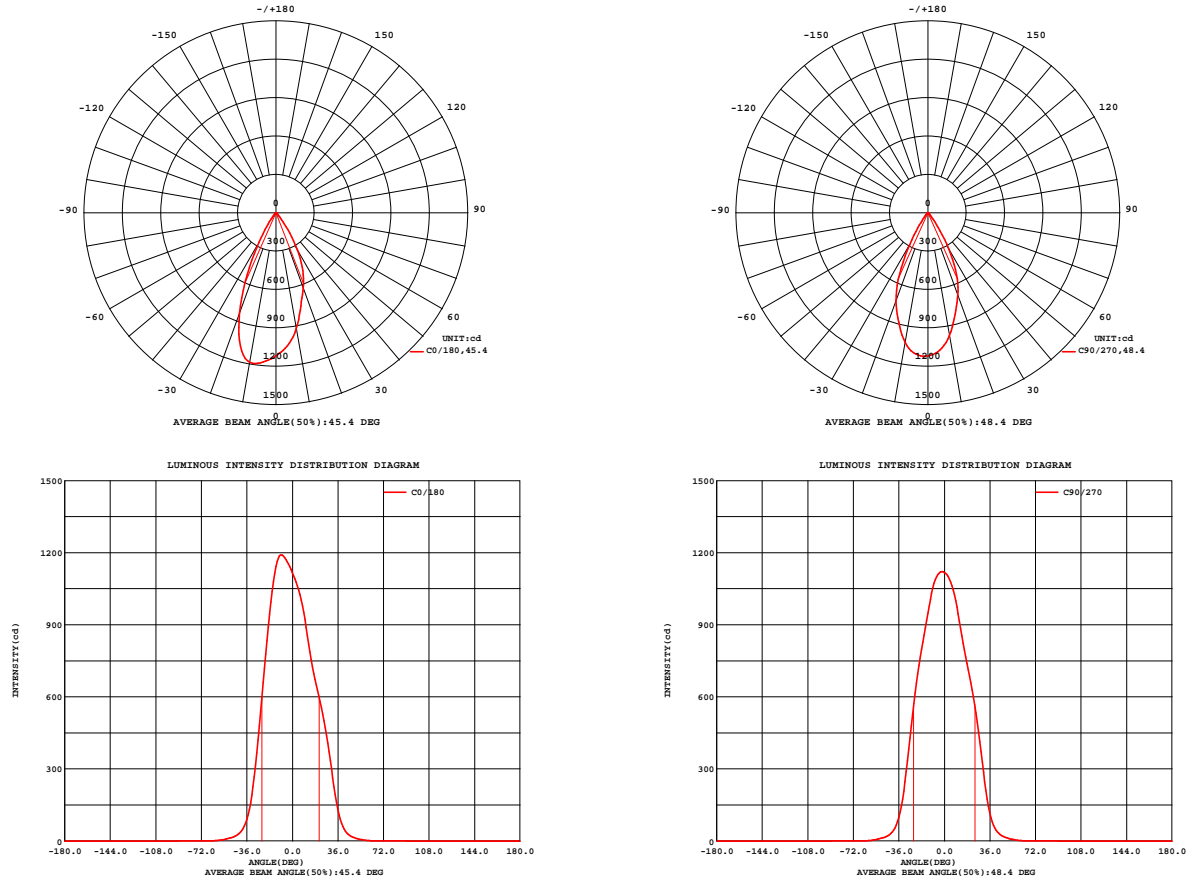 -/+180
-150
150
-120
120
-90
90
-60
60
-30
30
0
0
300
600
900
1200
1500
UNIT:cd
C0/180,45.4
AVERAGE BEAM ANGLE(50%):45.4 DEG
-/+180
-150
150
-120
120
-90
90
-60
60
-30
30
0
0
300
600
900
1200
1500
UNIT:cd
C90/270,48.4
AVERAGE BEAM ANGLE(50%):48.4 DEG
LUMINOUS INTENSITY DISTRIBUTION DIAGRAM
C0/180
1500
1200
900
600
300
0
INTENSITY(cd)
-180.0 -144.0 -108.0 -72.0 -36.0 0.0 36.0 72.0 108.0 144.0 180.0
ANGLE(DEG)
AVERAGE BEAM ANGLE(50%):45.4 DEG
LUMINOUS INTENSITY DISTRIBUTION DIAGRAM
C90/270
1500
1200
900
600
300
0
INTENSITY(cd)
-180.0 -144.0 -108.0 -72.0 -36.0 0.0 36.0 72.0 108.0 144.0 180.0
ANGLE(DEG)
AVERAGE BEAM ANGLE(50%):48.4 DEG